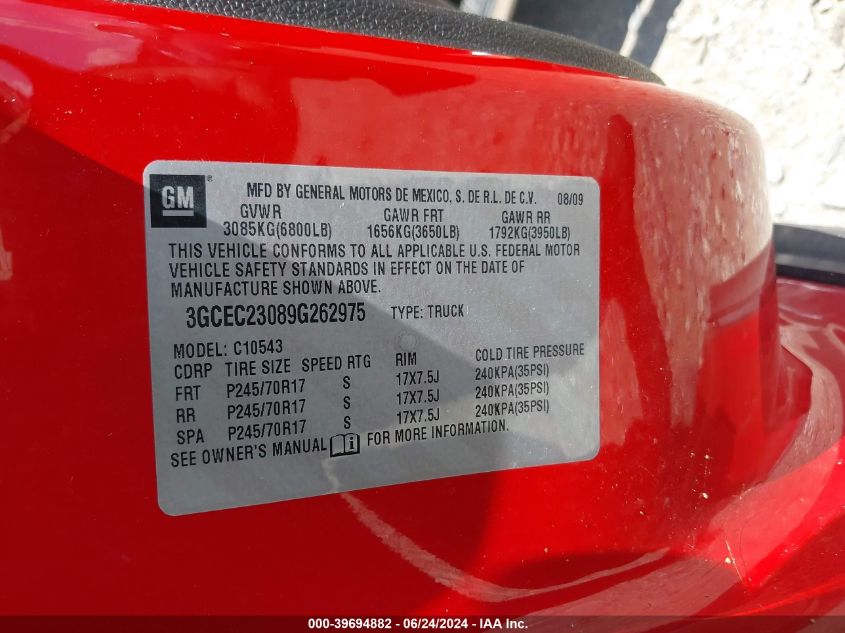 GM ® MFD BY GENERAL MOTORS DE MEXICO, S. DE R.L. DE C.V. 08/09
GVWR GAWR FRT GAWR RR
3085KG(6800LB) 1656KG(3650LB) 1792KG(3950LB)
THIS VEHICLE CONFORMS TO ALL APPLICABLE U.S. FEDERAL MOTOR
VEHICLE SAFETY STANDARDS IN EFFECT ON THE DATE OF
MANUFACTURE SHOWN ABOVE.
3GCEC23089G262975 TYPE: TRUCK
MODEL: C10543
CDRP TIRE SIZE SPEED RTG RIM COLD TIRE PRESSURE
FRT P245/70R17 S 17X7.5J 240KPA(35PSI)
RR P245/70R17 S 17X7.5J 240KPA(35PSI)
SPA P245/70R17 S 17X7.5J 240KPA(35PSI)
SEE OWNER'S MANUAL FOR MORE INFORMATION.
000-39694882 - 06/24/2024 - IAA Inc.